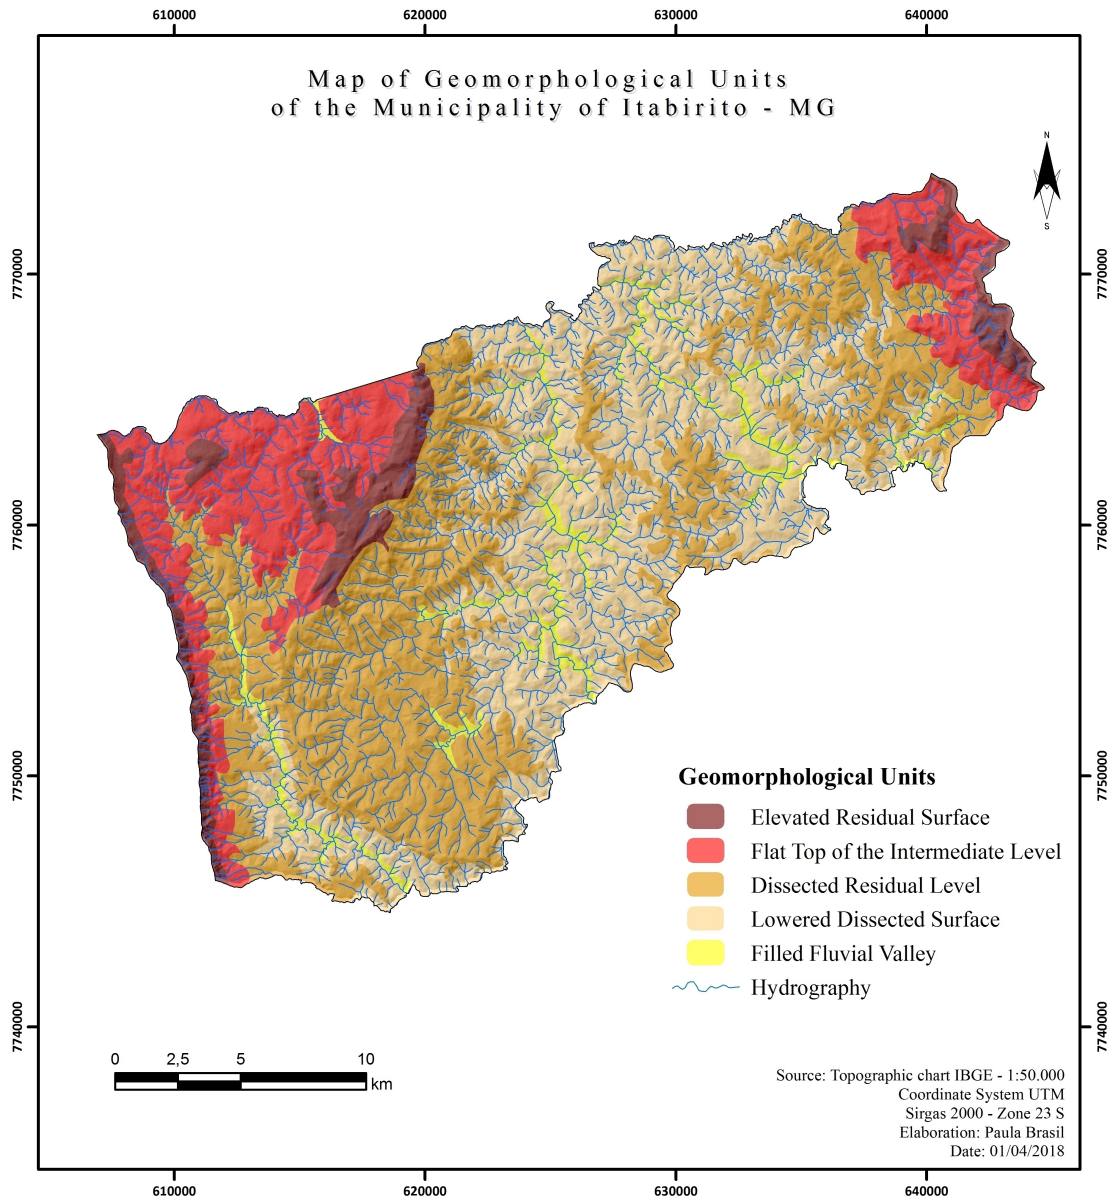 610000 620000 630000 640000
Map of Geomorphological Units
of the Municipality of Itabirito - MG
N
S
7770000 7770000
7760000 7760000
7750000 7750000
7740000 7740000
Geomorphological Units
Elevated Residual Surface
Flat Top of the Intermediate Level
Dissected Residual Level
Lowered Dissected Surface
Filled Fluvial Valley
Hydrography
0 2,5 5 10
km
Source: Topographic chart IBGE - 1:50.000
Coordinate System UTM
Sirgas 2000 - Zone 23 S
Elaboration: Paula Brasil
Date: 01/04/2018
610000 620000 630000 640000